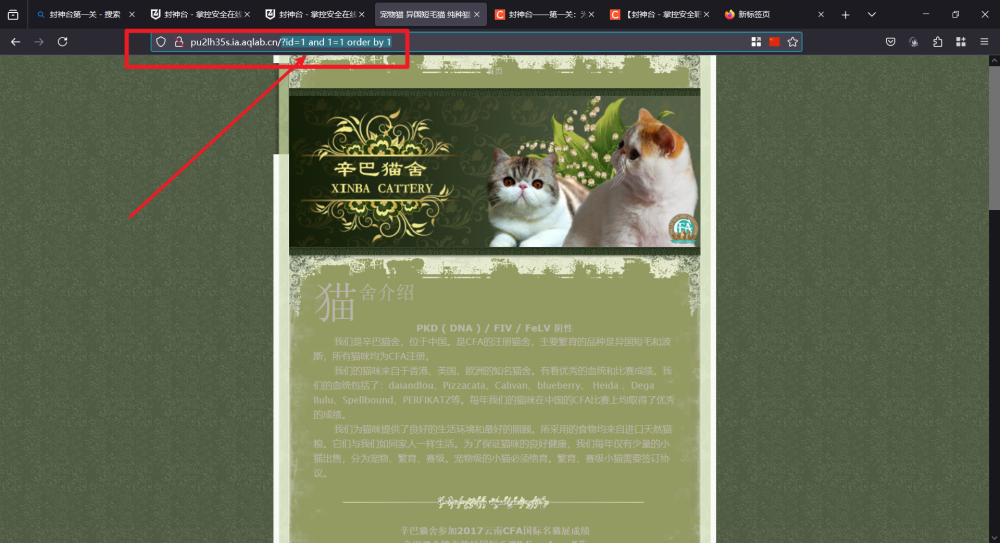 封神台第一关 - 搜索
封神台 - 掌控安全在线
封神台 - 掌控安全在线
宠物猫 异国短毛猫 纯种猫
封神台——第一关：为
【封神台 - 掌控安全职
新标签页
pu2lh35s.ia.aqlab.cn/?id=1 and 1=1 order by 1
首页
辛巴猫舍
XINBA CATTERY
CFA
猫舍介绍
PKD ( DNA ) / FIV / FeLV 阴性
我们是辛巴猫舍，位于中国。是CFA的注册猫舍，主要繁育的品种是异国短毛和波
斯，所有猫咪均为CFA注册。
我们的猫咪来自于香港、美国、欧洲的知名猫舍。有着优秀的血统和比赛成绩。我
们的血统包括了：daiandlou、Pizzacata、Calivan、blueberry、 Heida 、Dega
llulu、Spellbound、PERFIKATZ等。每年我们的猫咪在中国的CFA比赛上均取得了优秀
的成绩。
我们为猫咪提供了良好的生活环境和最好的照顾。所采用的食物均来自进口天然猫
粮。它们与我们如同家人一样生活。为了保证猫咪的良好健康，我们每年仅有少量的小
猫出售，分为宠物、繁育、赛级。宠物级的小猫必须绝育。繁育、赛级小猫需要签订协
议。
辛巴猫舍参加2017云南CFA国际名猫展成绩